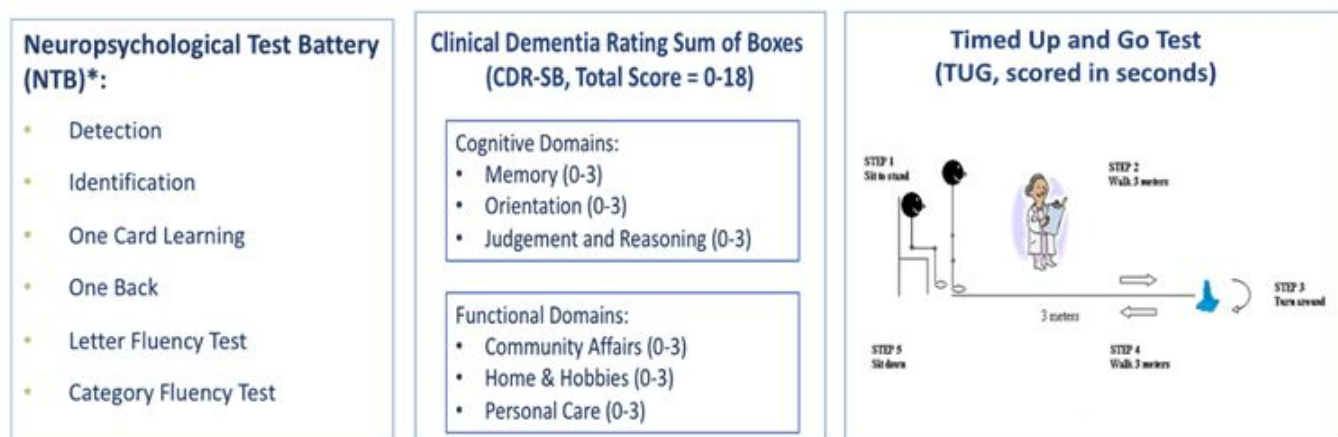 Neuropsychological Test Battery
(NTB)*:
• Detection
• Identification
• One Card Learning
• One Back
• Letter Fluency Test
• Category Fluency Test
Clinical Dementia Rating Sum of Boxes
(CDR-SB, Total Score = 0-18)
Cognitive Domains:
• Memory (0-3)
• Orientation (0-3)
• Judgement and Reasoning (0-3)
Functional Domains:
• Community Affairs (0-3)
• Home & Hobbies (0-3)
• Personal Care (0-3)
Timed Up and Go Test
(TUG, scored in seconds)
STEP 1
Sit to stand
STEP 2
Walk 3 meters
STEP 3
Turn around
3 meters
STEP 5
Sit down
STEP 4
Walk 3 meters